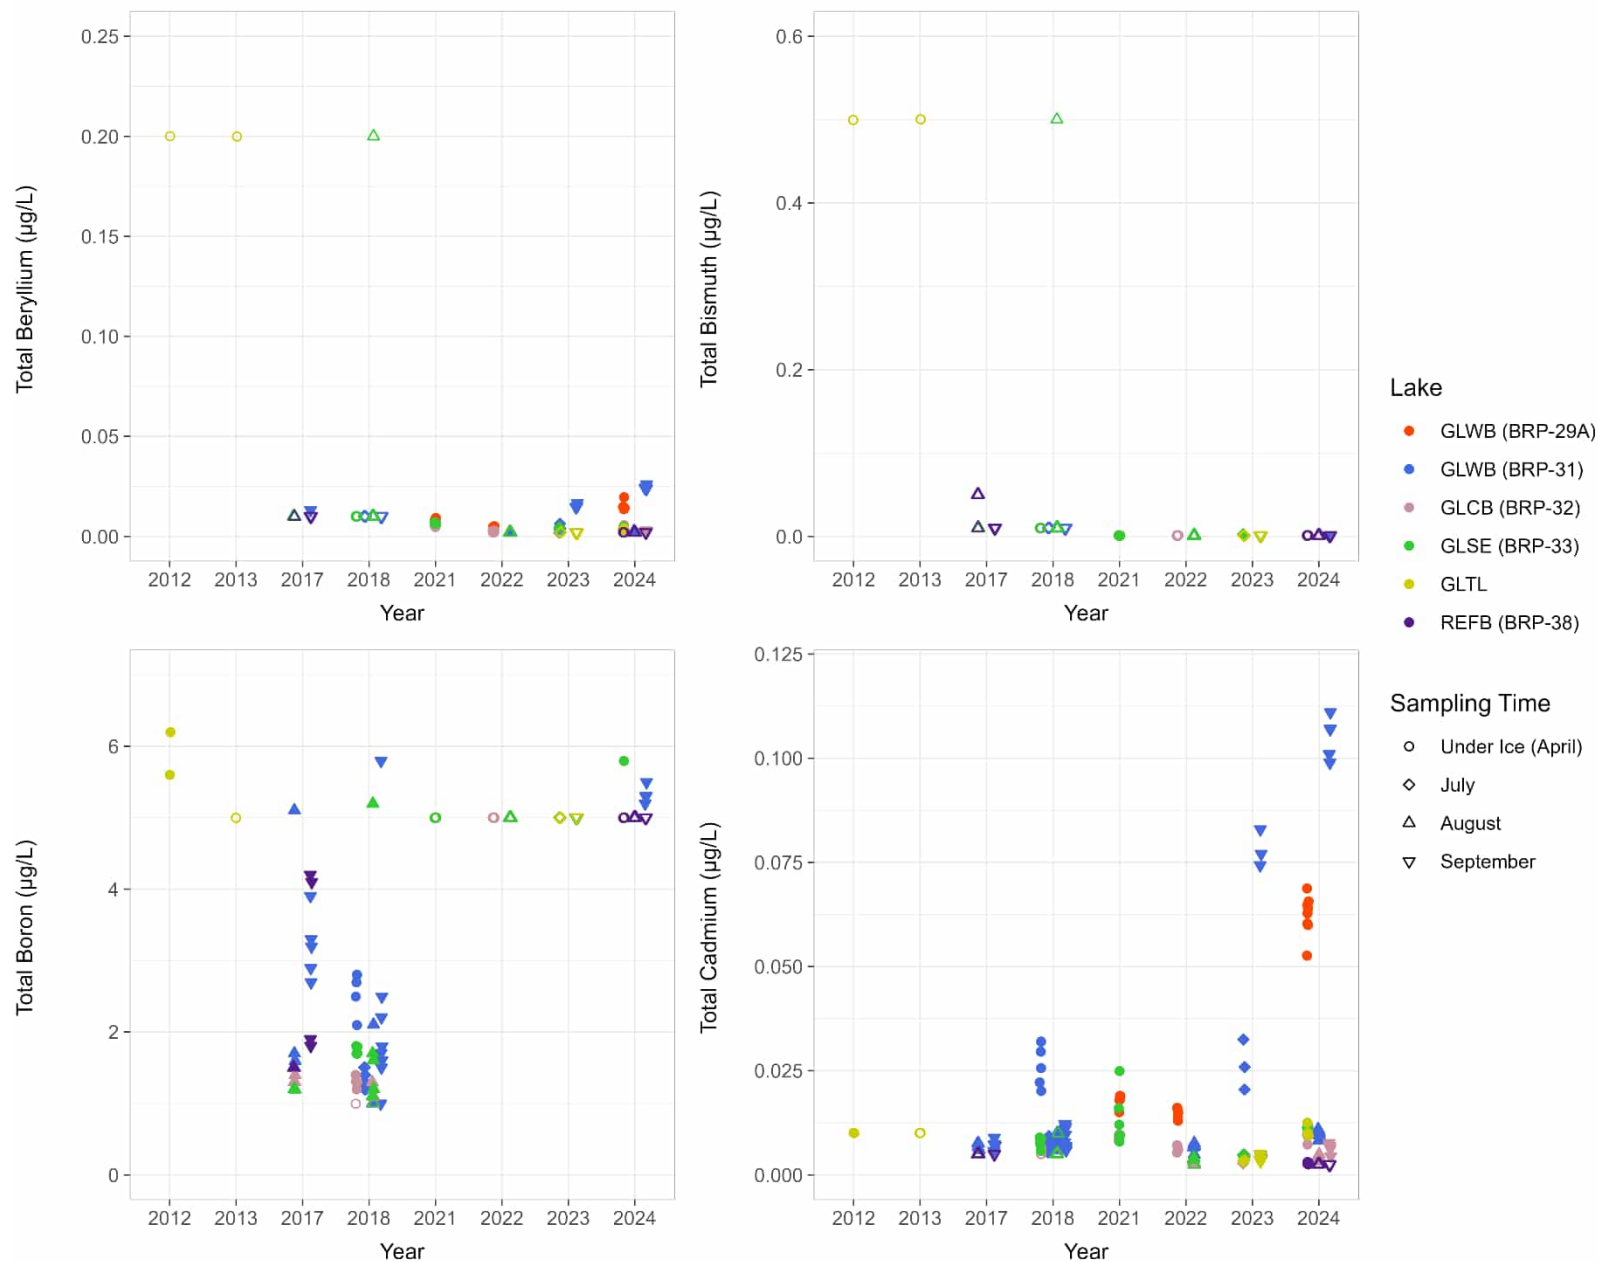 Total Beryllium (µg/L)
0.25
0.20
0.15
0.10
0.05
0.00
2012 2013 2017 2018 2021 2022 2023 2024
Year
Total Bismuth (µg/L)
0.6
0.4
0.2
0.0
2012 2013 2017 2018 2021 2022 2023 2024
Year
Total Boron (µg/L)
6
4
2
0
2012 2013 2017 2018 2021 2022 2023 2024
Year
Total Cadmium (µg/L)
0.125
0.100
0.075
0.050
0.025
0.000
2012 2013 2017 2018 2021 2022 2023 2024
Year
Lake
GLWB (BRP-29A)
GLWB (BRP-31)
GLCB (BRP-32)
GLSE (BRP-33)
GLTL
REFB (BRP-38)
Sampling Time
Under Ice (April)
July
August
September